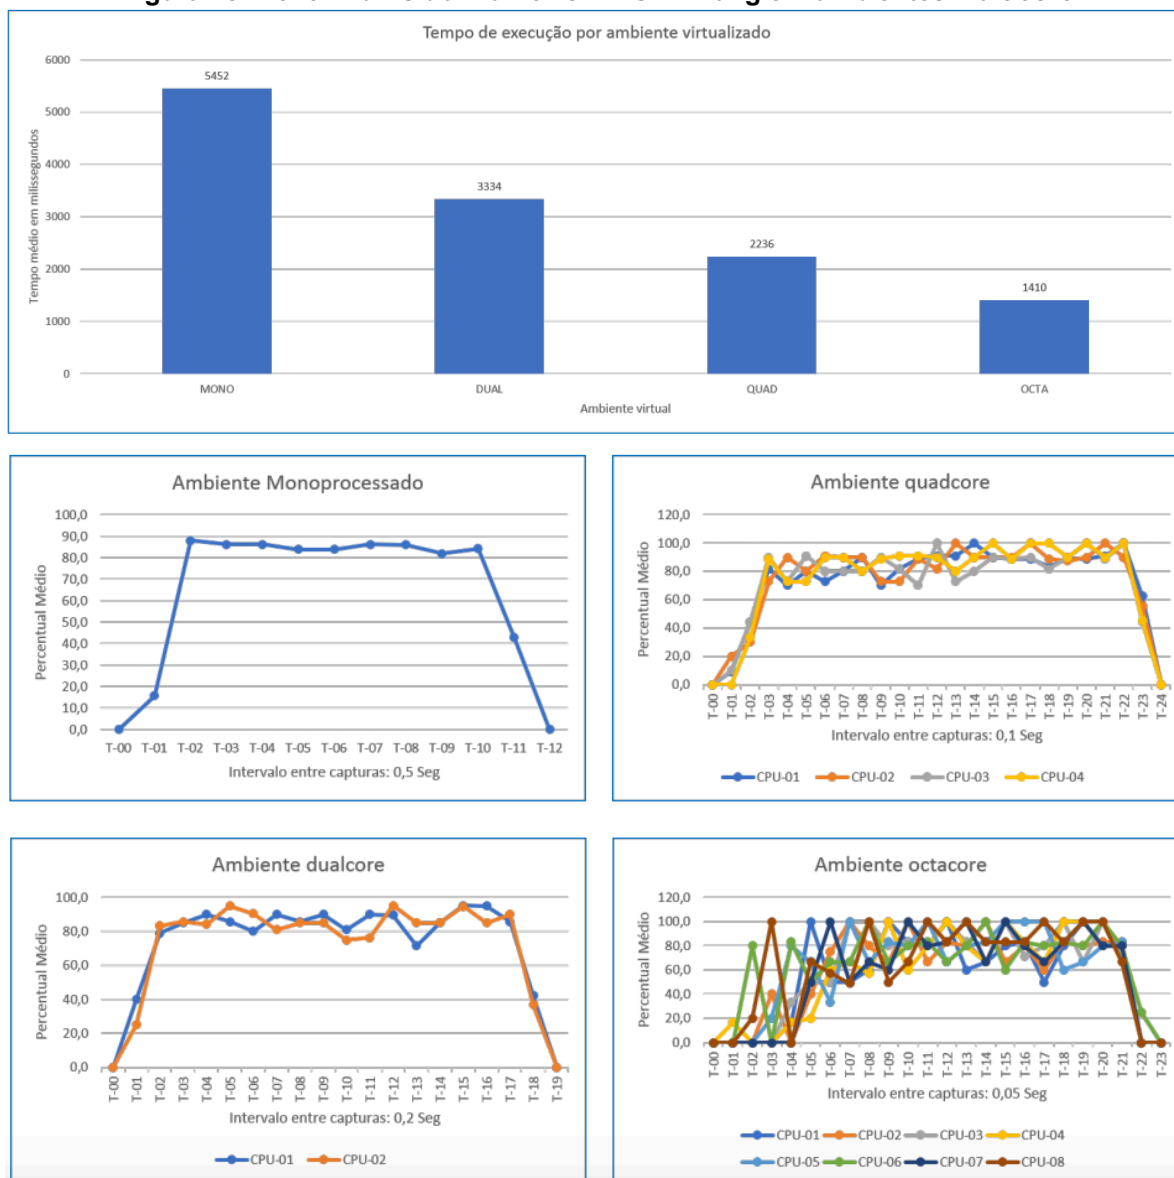 Tempo de execução por ambiente virtualizado
Tempo médio em milissegundos
6000
5000
4000
3000
2000
1000
0
5452
3334
2236
1410
MONO DUAL QUAD OCTA
Ambiente virtual
Ambiente Monoprocessado
Percentual Médio
100,0
90,0
80,0
70,0
60,0
50,0
40,0
30,0
20,0
10,0
0,0
T-00 T-01 T-02 T-03 T-04 T-05 T-06 T-07 T-08 T-09 T-10 T-11 T-12
Intervalo entre capturas: 0,5 Seg
Ambiente quadcore
Percentual Médio
120,0
100,0
80,0
60,0
40,0
20,0
0,0
T-00 T-01 T-02 T-03 T-04 T-05 T-06 T-07 T-08 T-09 T-10 T-11 T-12 T-13 T-14 T-15 T-16 T-17 T-18 T-19 T-20 T-21 T-22 T-23 T-24
Intervalo entre capturas: 0,1 Seg
CPU-01 CPU-02 CPU-03 CPU-04
Ambiente dualcore
Percentual Médio
100,0
80,0
60,0
40,0
20,0
0,0
T-00 T-01 T-02 T-03 T-04 T-05 T-06 T-07 T-08 T-09 T-10 T-11 T-12 T-13 T-14 T-15 T-16 T-17 T-18 T-19
Intervalo entre capturas: 0,2 Seg
CPU-01 CPU-02
Ambiente octacore
Percentual Médio
120,0
100,0
80,0
60,0
40,0
20,0
0,0
T-00 T-01 T-02 T-03 T-04 T-05 T-06 T-07 T-08 T-09 T-10 T-11 T-12 T-13 T-14 T-15 T-16 T-17 T-18 T-19 T-20 T-21 T-22 T-23
Intervalo entre capturas: 0,05 Seg
CPU-01 CPU-02 CPU-03 CPU-04
CPU-05 CPU-06 CPU-07 CPU-08